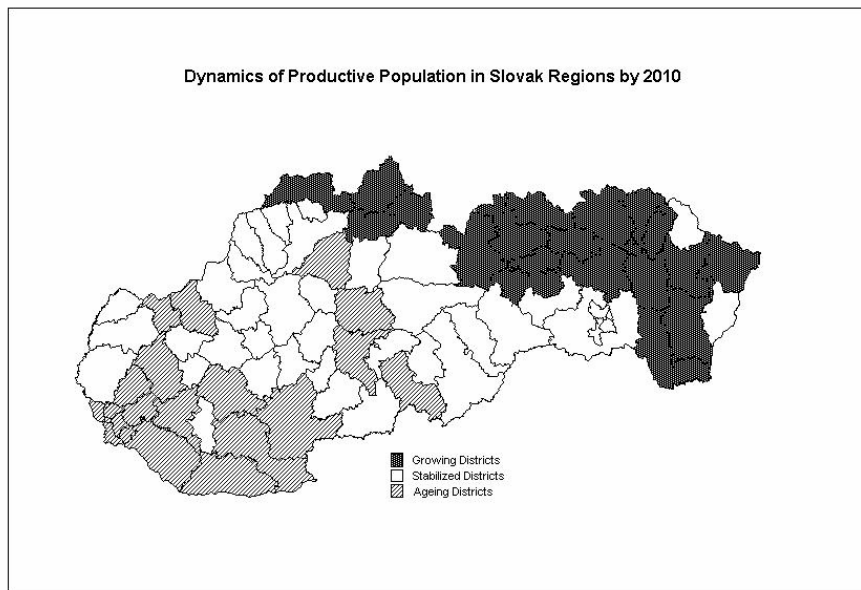 Dynamics of Productive Population in Slovak Regions by 2010
Growing Districts
Stabilized Districts
Ageing Districts